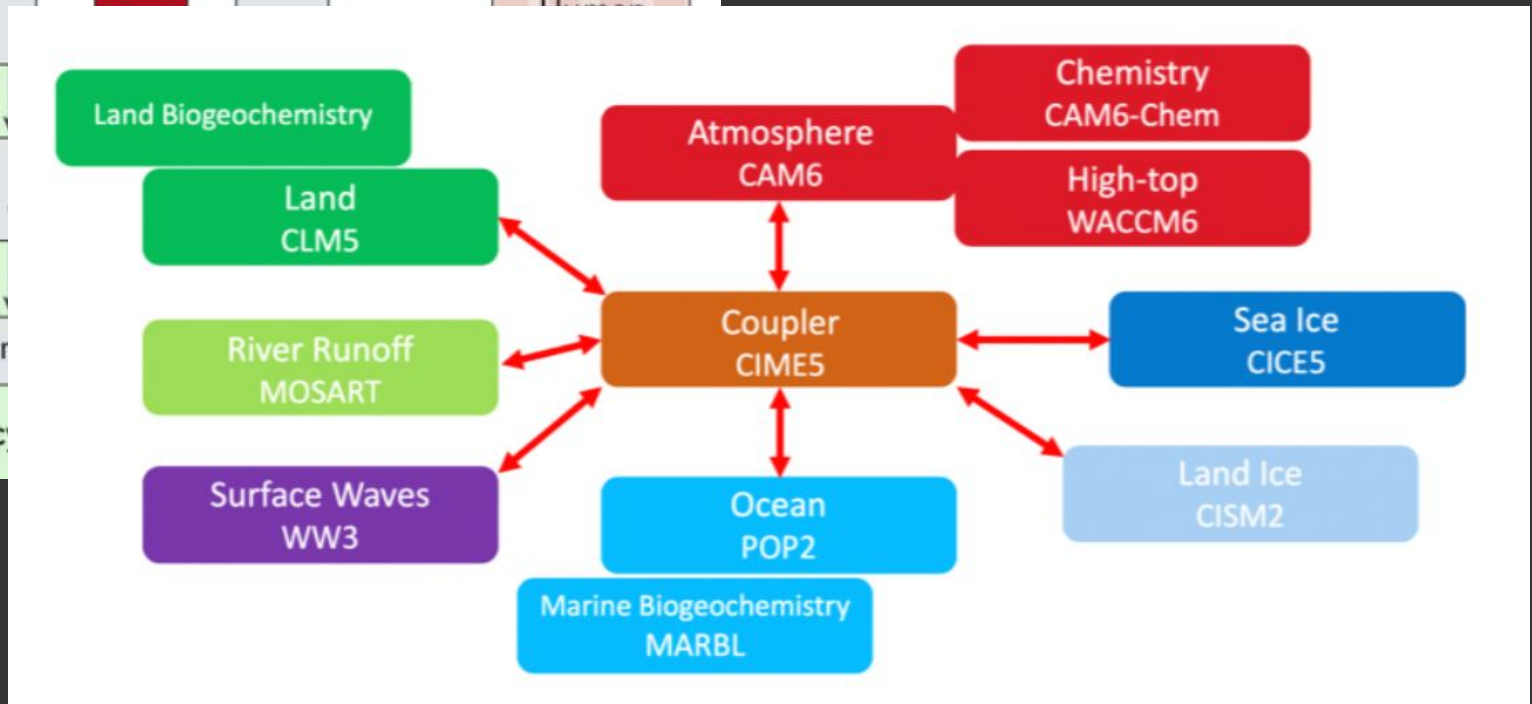 Land Biogeochemistry
Land
CLM5
River Runoff
MOSART
Surface Waves
WW3
Atmosphere
CAM6
Chemistry
CAM6-Chem
High-top
WACCM6
Coupler
CIME5
Sea Ice
CICE5
Land Ice
CISM2
Ocean
POP2
Marine Biogeochemistry
MARBL